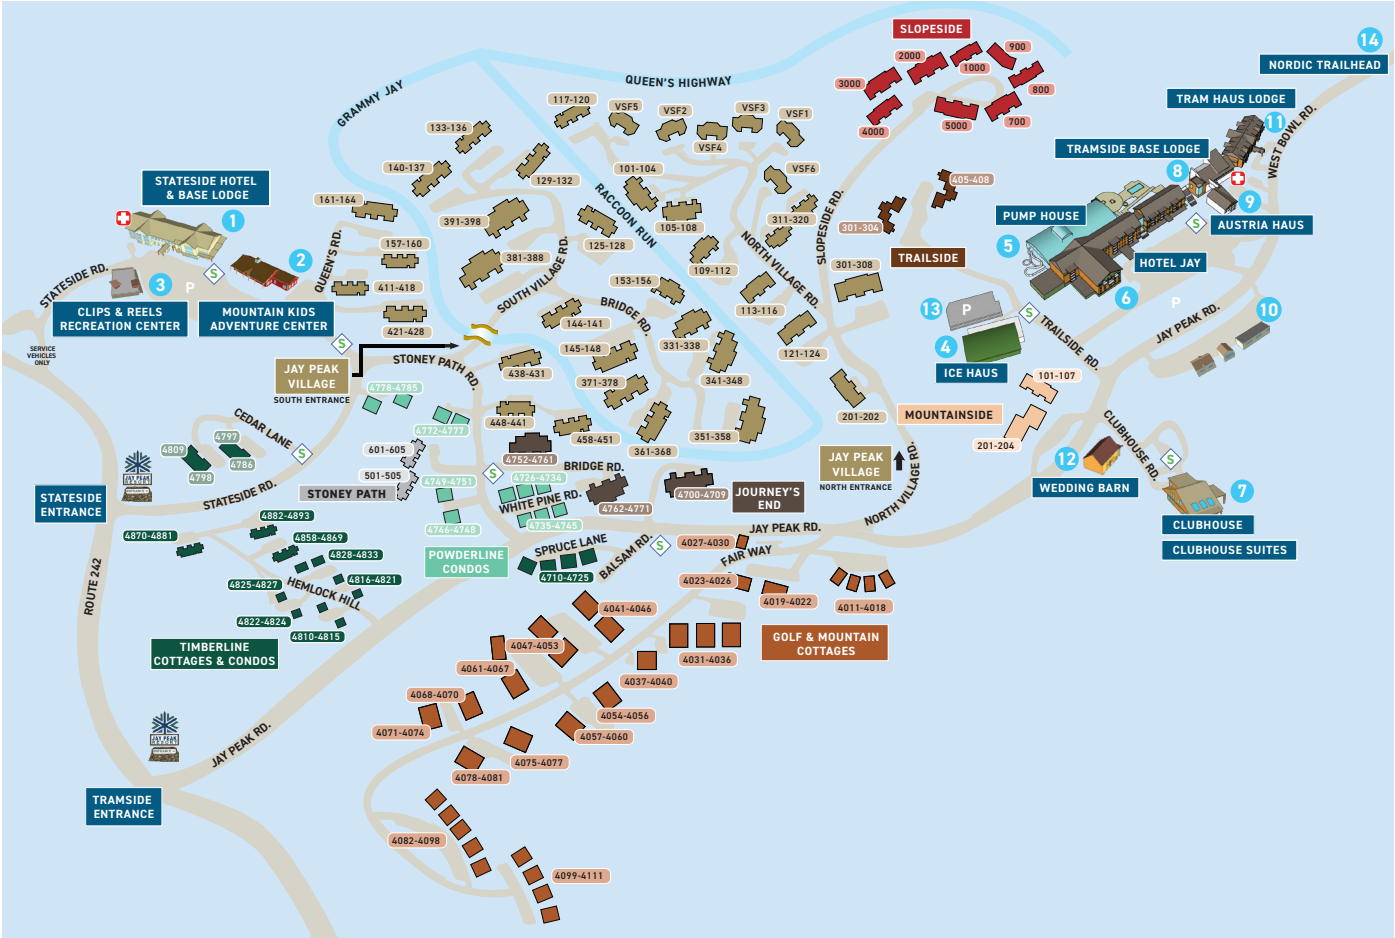 SLOPESIDE
2000
900
1000
3000
800
4000
5000
700
14
NORDIC TRAILHEAD
TRAM HAUS LODGE
11
WEST BOWL RD.
TRAMSIDE BASE LODGE
8
9
S
AUSTRIA HAUS
PUMP HOUSE
5
HOTEL JAY
6
P
JAY PEAK RD.
10
13
P
S
TRAILSIDE RD.
4
ICE HAUS
QUEEN'S HIGHWAY
GRAMMY JAY
117-120
VSF5
VSF2
VSF3
VSF1
VSF4
VSF6
133-136
140-137
129-132
101-104
RACCOON RUN
161-164
391-398
125-128
105-108
311-320
SLOPESIDE RD.
405-408
301-304
TRAILSIDE
157-160
381-388
SOUTH VILLAGE RD.
109-112
NORTH VILLAGE RD.
301-308
153-156
411-418
113-116
BRIDGE RD.
144-141
421-428
121-124
STATESIDE HOTEL
& BASE LODGE
1
2
STATESIDE RD.
3
P
S
QUEEN'S RD.
CLIPS & REELS
RECREATION CENTER
MOUNTAIN KIDS
ADVENTURE CENTER
SERVICE
VEHICLES
ONLY
S
JAY PEAK
VILLAGE
SOUTH ENTRANCE
STONEY PATH RD.
438-431
145-148
331-338
341-348
371-378
4778-4785
4772-4777
448-441
458-451
361-368
351-358
201-202
MOUNTAINSIDE
101-107
201-204
CEDAR LANE
4809
4797
4786
4798
S
601-605
501-505
STONEY PATH
4752-4761
BRIDGE RD.
S
4749-4751
4726-4734
WHITE PINE RD.
4746-4748
4735-4745
4762-4771
4700-4709
JOURNEY'S
END
JAY PEAK
VILLAGE
NORTH ENTRANCE
NORTH VILLAGE RD.
12
WEDDING BARN
CLUBHOUSE RD.
S
7
CLUBHOUSE
CLUBHOUSE SUITES
STATESIDE
ENTRANCE
JAY PEAK
STATESIDE RD.
ROUTE 242
4870-4881
4882-4893
4858-4869
4828-4833
4825-4827
4816-4821
HEMLOCK HILL
4822-4824
4810-4815
TIMBERLINE
COTTAGES & CONDOS
POWDERLINE
CONDOS
SPRUCE LANE
4710-4725
BALSAM RD.
S
4027-4030
JAY PEAK RD.
FAIR WAY
4023-4026
4019-4022
4011-4018
GOLF & MOUNTAIN
COTTAGES
4041-4046
4047-4053
4031-4036
4061-4067
4037-4040
4068-4070
4054-4056
4071-4074
4057-4060
4075-4077
4078-4081
4082-4098
4099-4111
JAY PEAK
JAY PEAK RD.
TRAMSIDE
ENTRANCE